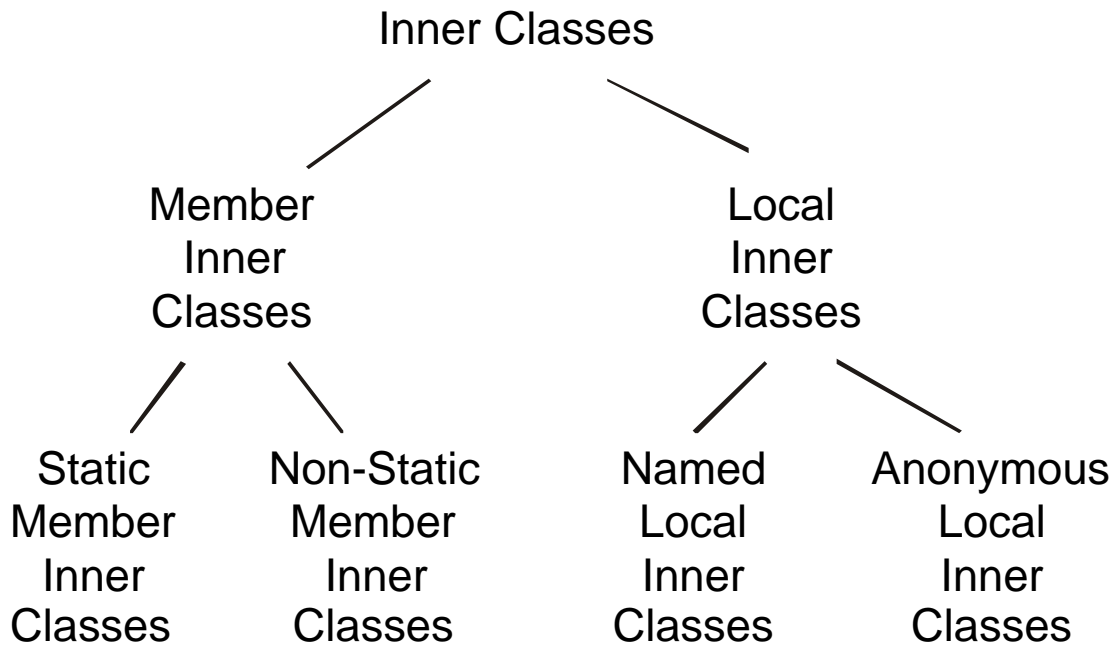 Inner Classes
Member
Inner
Classes
Local
Inner
Classes
Static
Member
Inner
Classes
Non-Static
Member
Inner
Classes
Named
Local
Inner
Classes
Anonymous
Local
Inner
Classes